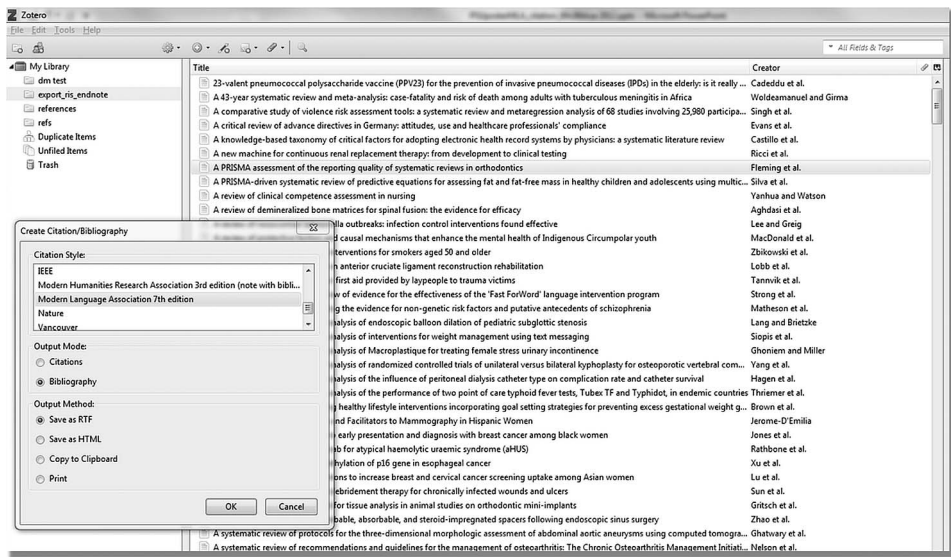 Zotero
File Edit Tools Help
All Fields & Tags
My Library
dm test
export_ris_endnote
references
refs
Duplicate Items
Unfiled Items
Trash
Title Creator
23-valent pneumococcal polysaccharide vaccine (PPV23) for the prevention of invasive pneumococcal diseases (IPDs) in the elderly: is it really ... Cadeddu et al.
A 43-year systematic review and meta-analysis: case-fatality and risk of death among adults with tuberculous meningitis in Africa Woldeamanuel and Girma
A comparative study of violence risk assessment tools: a systematic review and metaregression analysis of 68 studies involving 25,980 participa... Singh et al.
A critical review of advance directives in Germany: attitudes, use and healthcare professionals' compliance Evans et al.
A knowledge-based taxonomy of critical factors for adopting electronic health record systems by physicians: a systematic literature review Castillo et al.
A new machine for continuous renal replacement therapy: from development to clinical testing Ricci et al.
A PRISMA assessment of the reporting quality of systematic reviews in orthodontics Fleming et al.
A PRISMA-driven systematic review of predictive equations for assessing fat and fat-free mass in healthy children and adolescents using multic... Silva et al.
A review of clinical competence assessment in nursing Yanhua and Watson
A review of demineralized bone matrices for spinal fusion: the evidence for efficacy Aghdasi et al.
lla outbreaks: infection control interventions found effective Lee and Greig
d causal mechanisms that enhance the mental health of Indigenous Circumpolar youth MacDonald et al.
terventions for smokers aged 50 and older Zbikowski et al.
anterior cruciate ligament reconstruction rehabilitation Lobb et al.
first aid provided by laypeople to trauma victims Tannvik et al.
w of evidence for the effectiveness of the 'Fast ForWord' language intervention program Strong et al.
g the evidence for non-genetic risk factors and putative antecedents of schizophrenia Matheson et al.
nalysis of endoscopic balloon dilation of pediatric subglottic stenosis Lang and Brietzke
nalysis of interventions for weight management using text messaging Siopis et al.
nalysis of Macroplastique for treating female stress urinary incontinence Ghoniem and Miller
nalysis of randomized controlled trials of unilateral versus bilateral kyphoplasty for osteoporotic vertebral com... Yang et al.
nalysis of the influence of peritoneal dialysis catheter type on complication rate and catheter survival Hagen et al.
nalysis of the performance of two point of care typhoid fever tests, Tubex TF and Typhidot, in endemic countries Thriemer et al.
g healthy lifestyle interventions incorporating goal setting strategies for preventing excess gestational weight g... Brown et al.
nd Facilitators to Mammography in Hispanic Women Jerome-D'Emilia
early presentation and diagnosis with breast cancer among black women Jones et al.
ab for atypical haemolytic uraemic syndrome (aHUS) Rathbone et al.
hylation of p16 gene in esophageal cancer Xu et al.
ons to increase breast and cervical cancer screening uptake among Asian women Lu et al.
ebridement therapy for chronically infected wounds and ulcers Sun et al.
for tissue analysis in animal studies on orthodontic mini-implants Gritsch et al.
bable, absorbable, and steroid-impregnated spacers following endoscopic sinus surgery Zhao et al.
A systematic review of protocols for the three-dimensional morphologic assessment of abdominal aortic aneurysms using computed tomogra... Ghatwary et al.
A systematic review of recommendations and guidelines for the management of osteoarthritis: The Chronic Osteoarthritis Management Initiati... Nelson et al.
Create Citation/Bibliography
Citation Style:
IEEE
Modern Humanities Research Association 3rd edition (note with bibli...
Modern Language Association 7th edition
Nature
Vancouver
Output Mode:
Citations
Bibliography
Output Method:
Save as RTF
Save as HTML
Copy to Clipboard
Print
OK Cancel